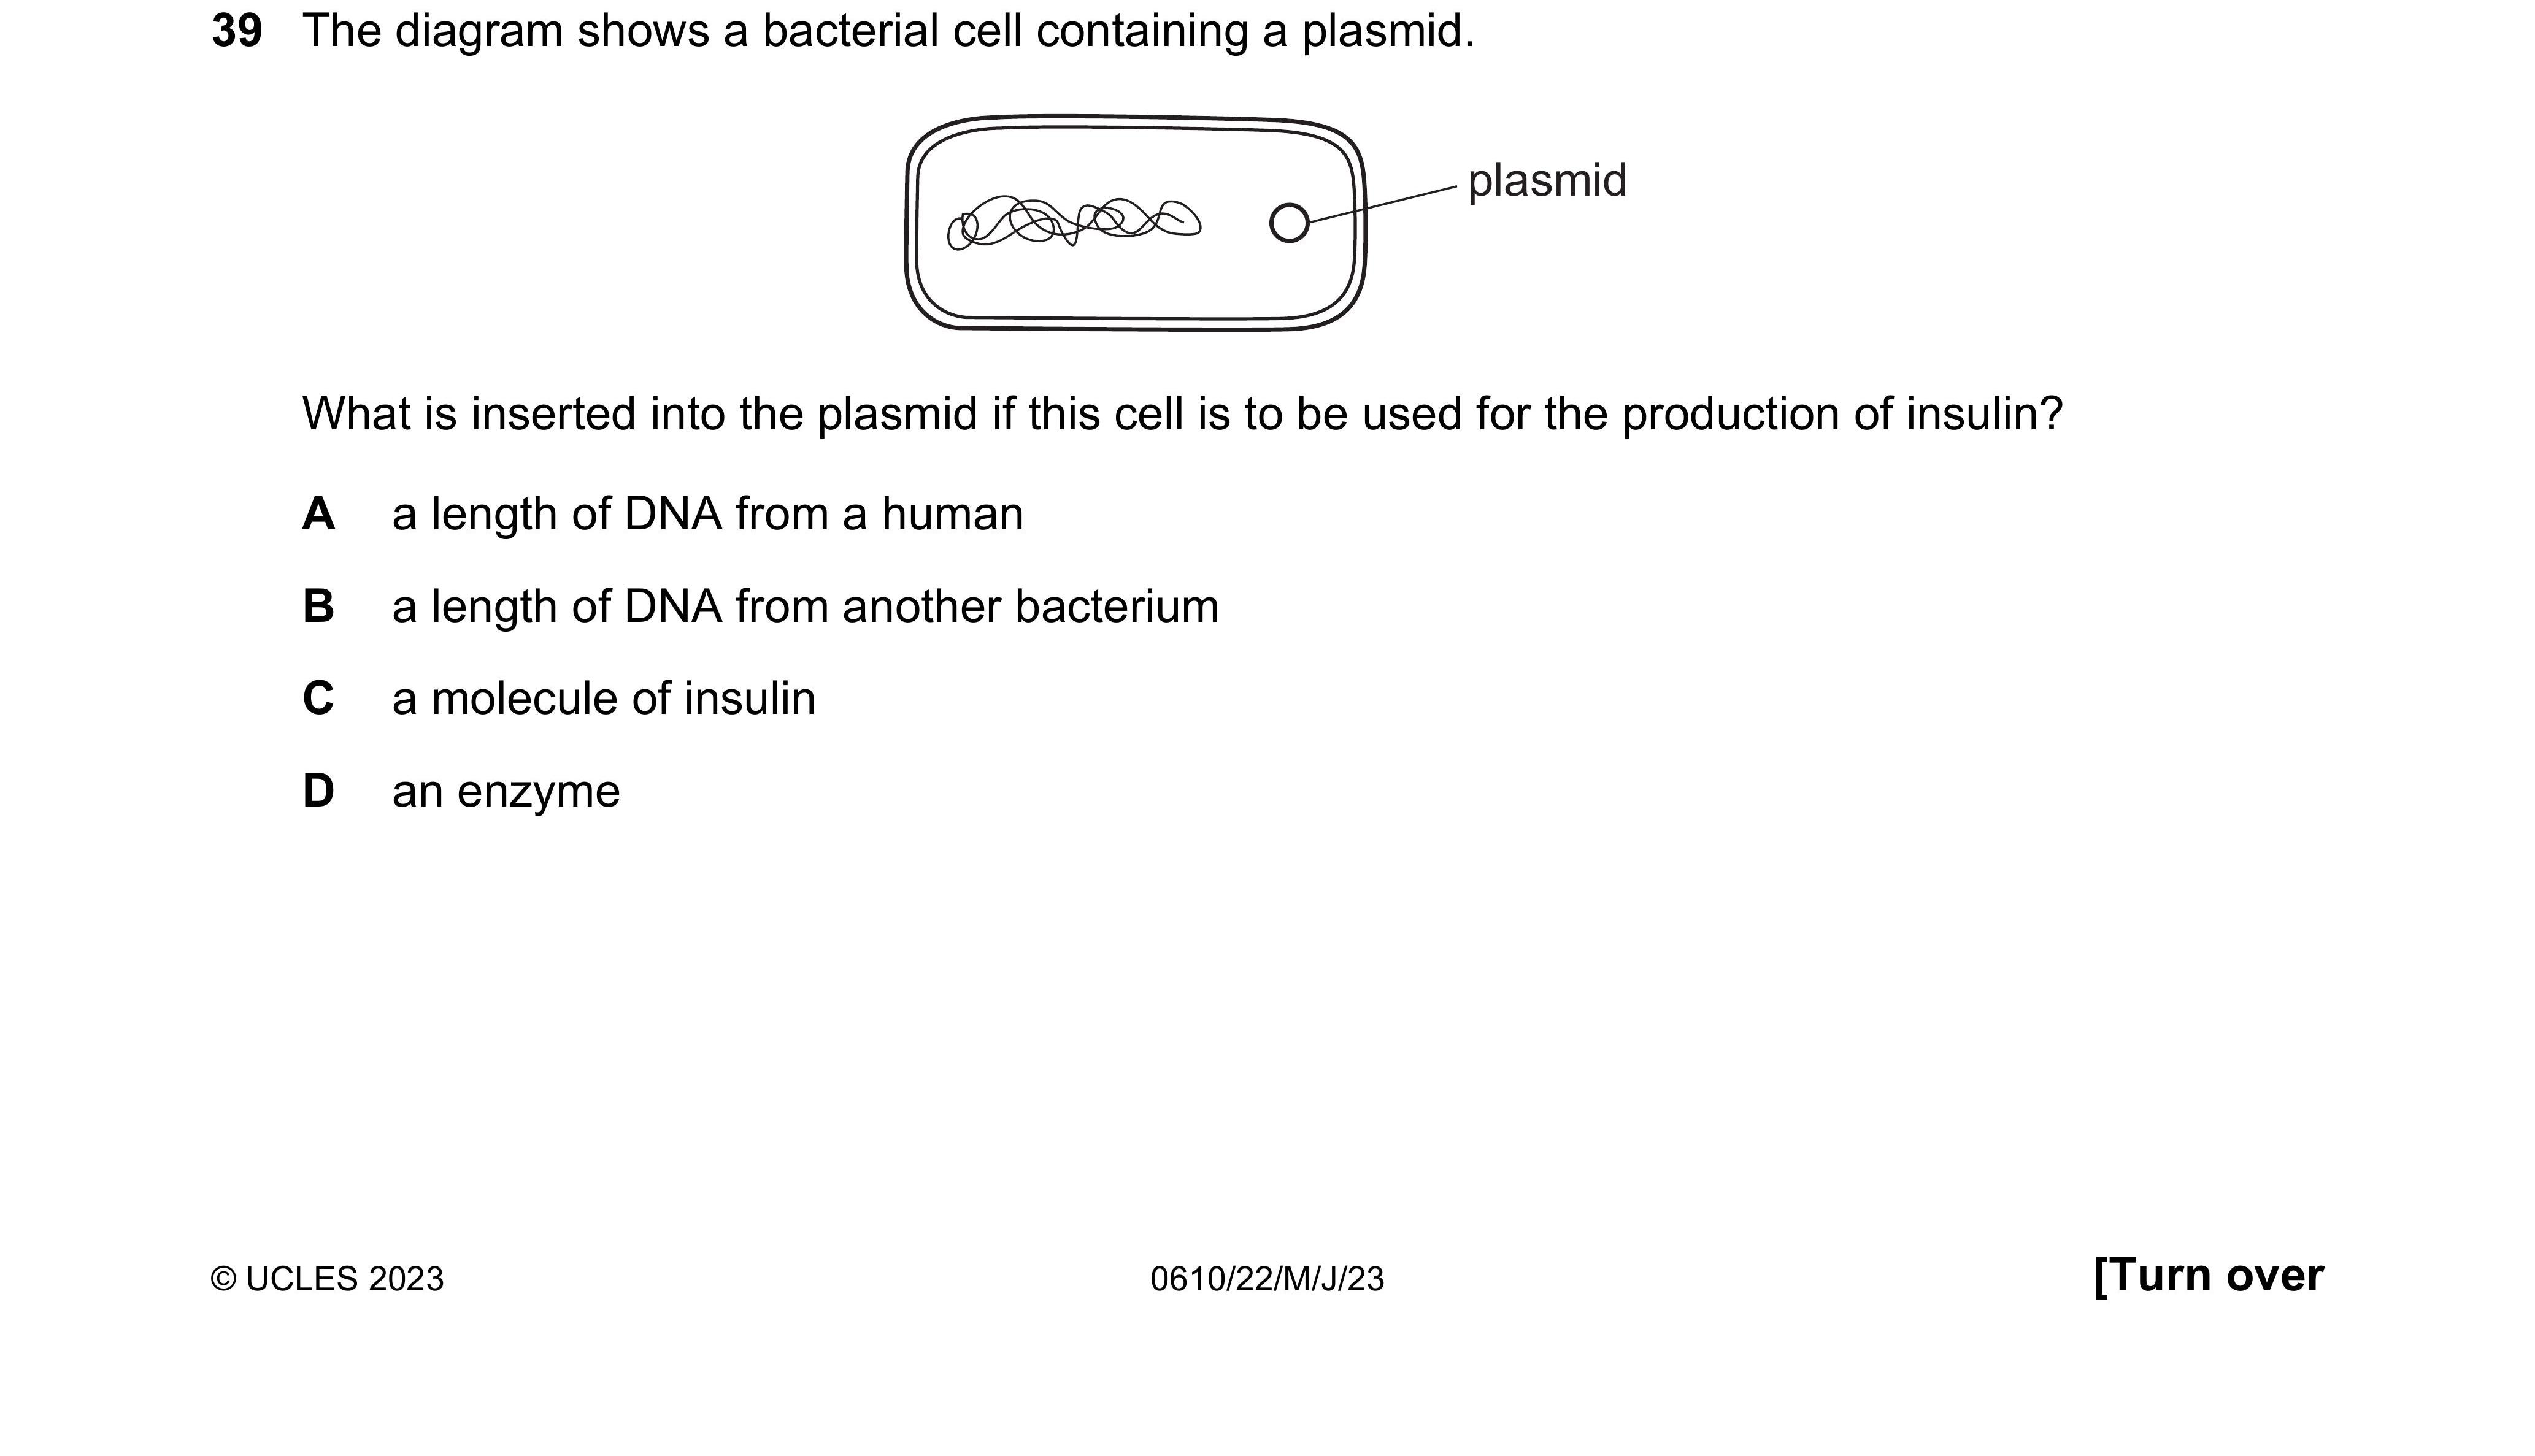 39 The diagram shows a bacterial cell containing a plasmid.
plasmid
What is inserted into the plasmid if this cell is to be used for the production of insulin?
A a length of DNA from a human
B a length of DNA from another bacterium
C a molecule of insulin
D an enzyme
© UCLES 2023 0610/22/M/J/23 [Turn over